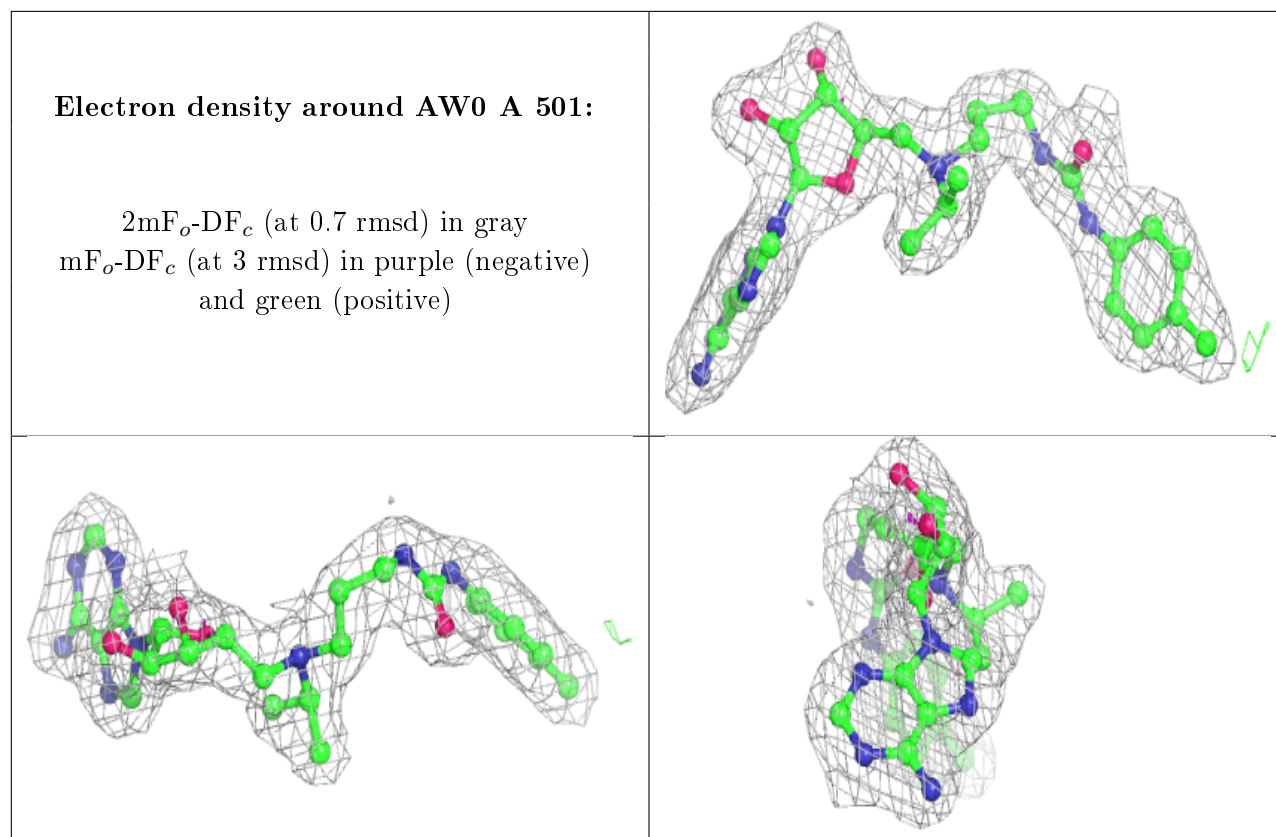 Electron density around AW0 A 501:
2mFₒ-DF𝒸 (at 0.7 rmsd) in gray
mFₒ-DF𝒸 (at 3 rmsd) in purple (negative)
and green (positive)